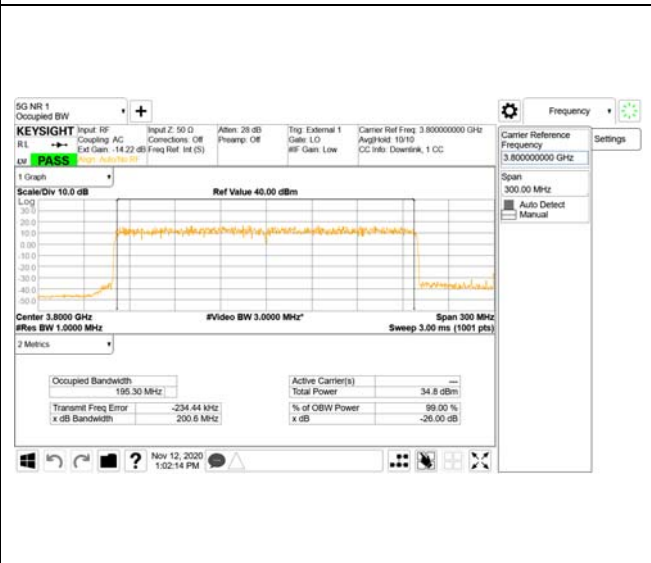 5G NR 1
Occupied BW
Frequency
KEYSIGHT
R L
PASS
Input: RF
Coupling: AC
Ext Gain: -14.22 dB
Align: Auto/No RF
Input Z: 50 Ω
Corrections: Off
Freq Ref: Int (S)
Atten: 28 dB
Preamp: Off
Trig: External 1
Gate: LO
#IF Gain: Low
Carrier Ref Freq: 3.800000000 GHz
Avg|Hold: 10/10
CC Info: Downlink, 1 CC
Carrier Reference
Frequency
3.800000000 GHz
Settings
Span
300.00 MHz
Auto Detect
Manual
1 Graph
Scale/Div 10.0 dB
Ref Value 40.00 dBm
Log
30.0
20.0
10.0
0.00
-10.0
-20.0
-30.0
-40.0
-50.0
Center 3.8000 GHz
#Video BW 3.0000 MHz*
Span 300 MHz
#Res BW 1.0000 MHz
Sweep 3.00 ms (1001 pts)
2 Metrics
Occupied Bandwidth
195.30 MHz
Active Carrier(s) ---
Total Power 34.8 dBm
Transmit Freq Error -234.44 kHz
x dB Bandwidth 200.6 MHz
% of OBW Power 99.00 %
x dB -26.00 dB
Nov 12, 2020
1:02:14 PM